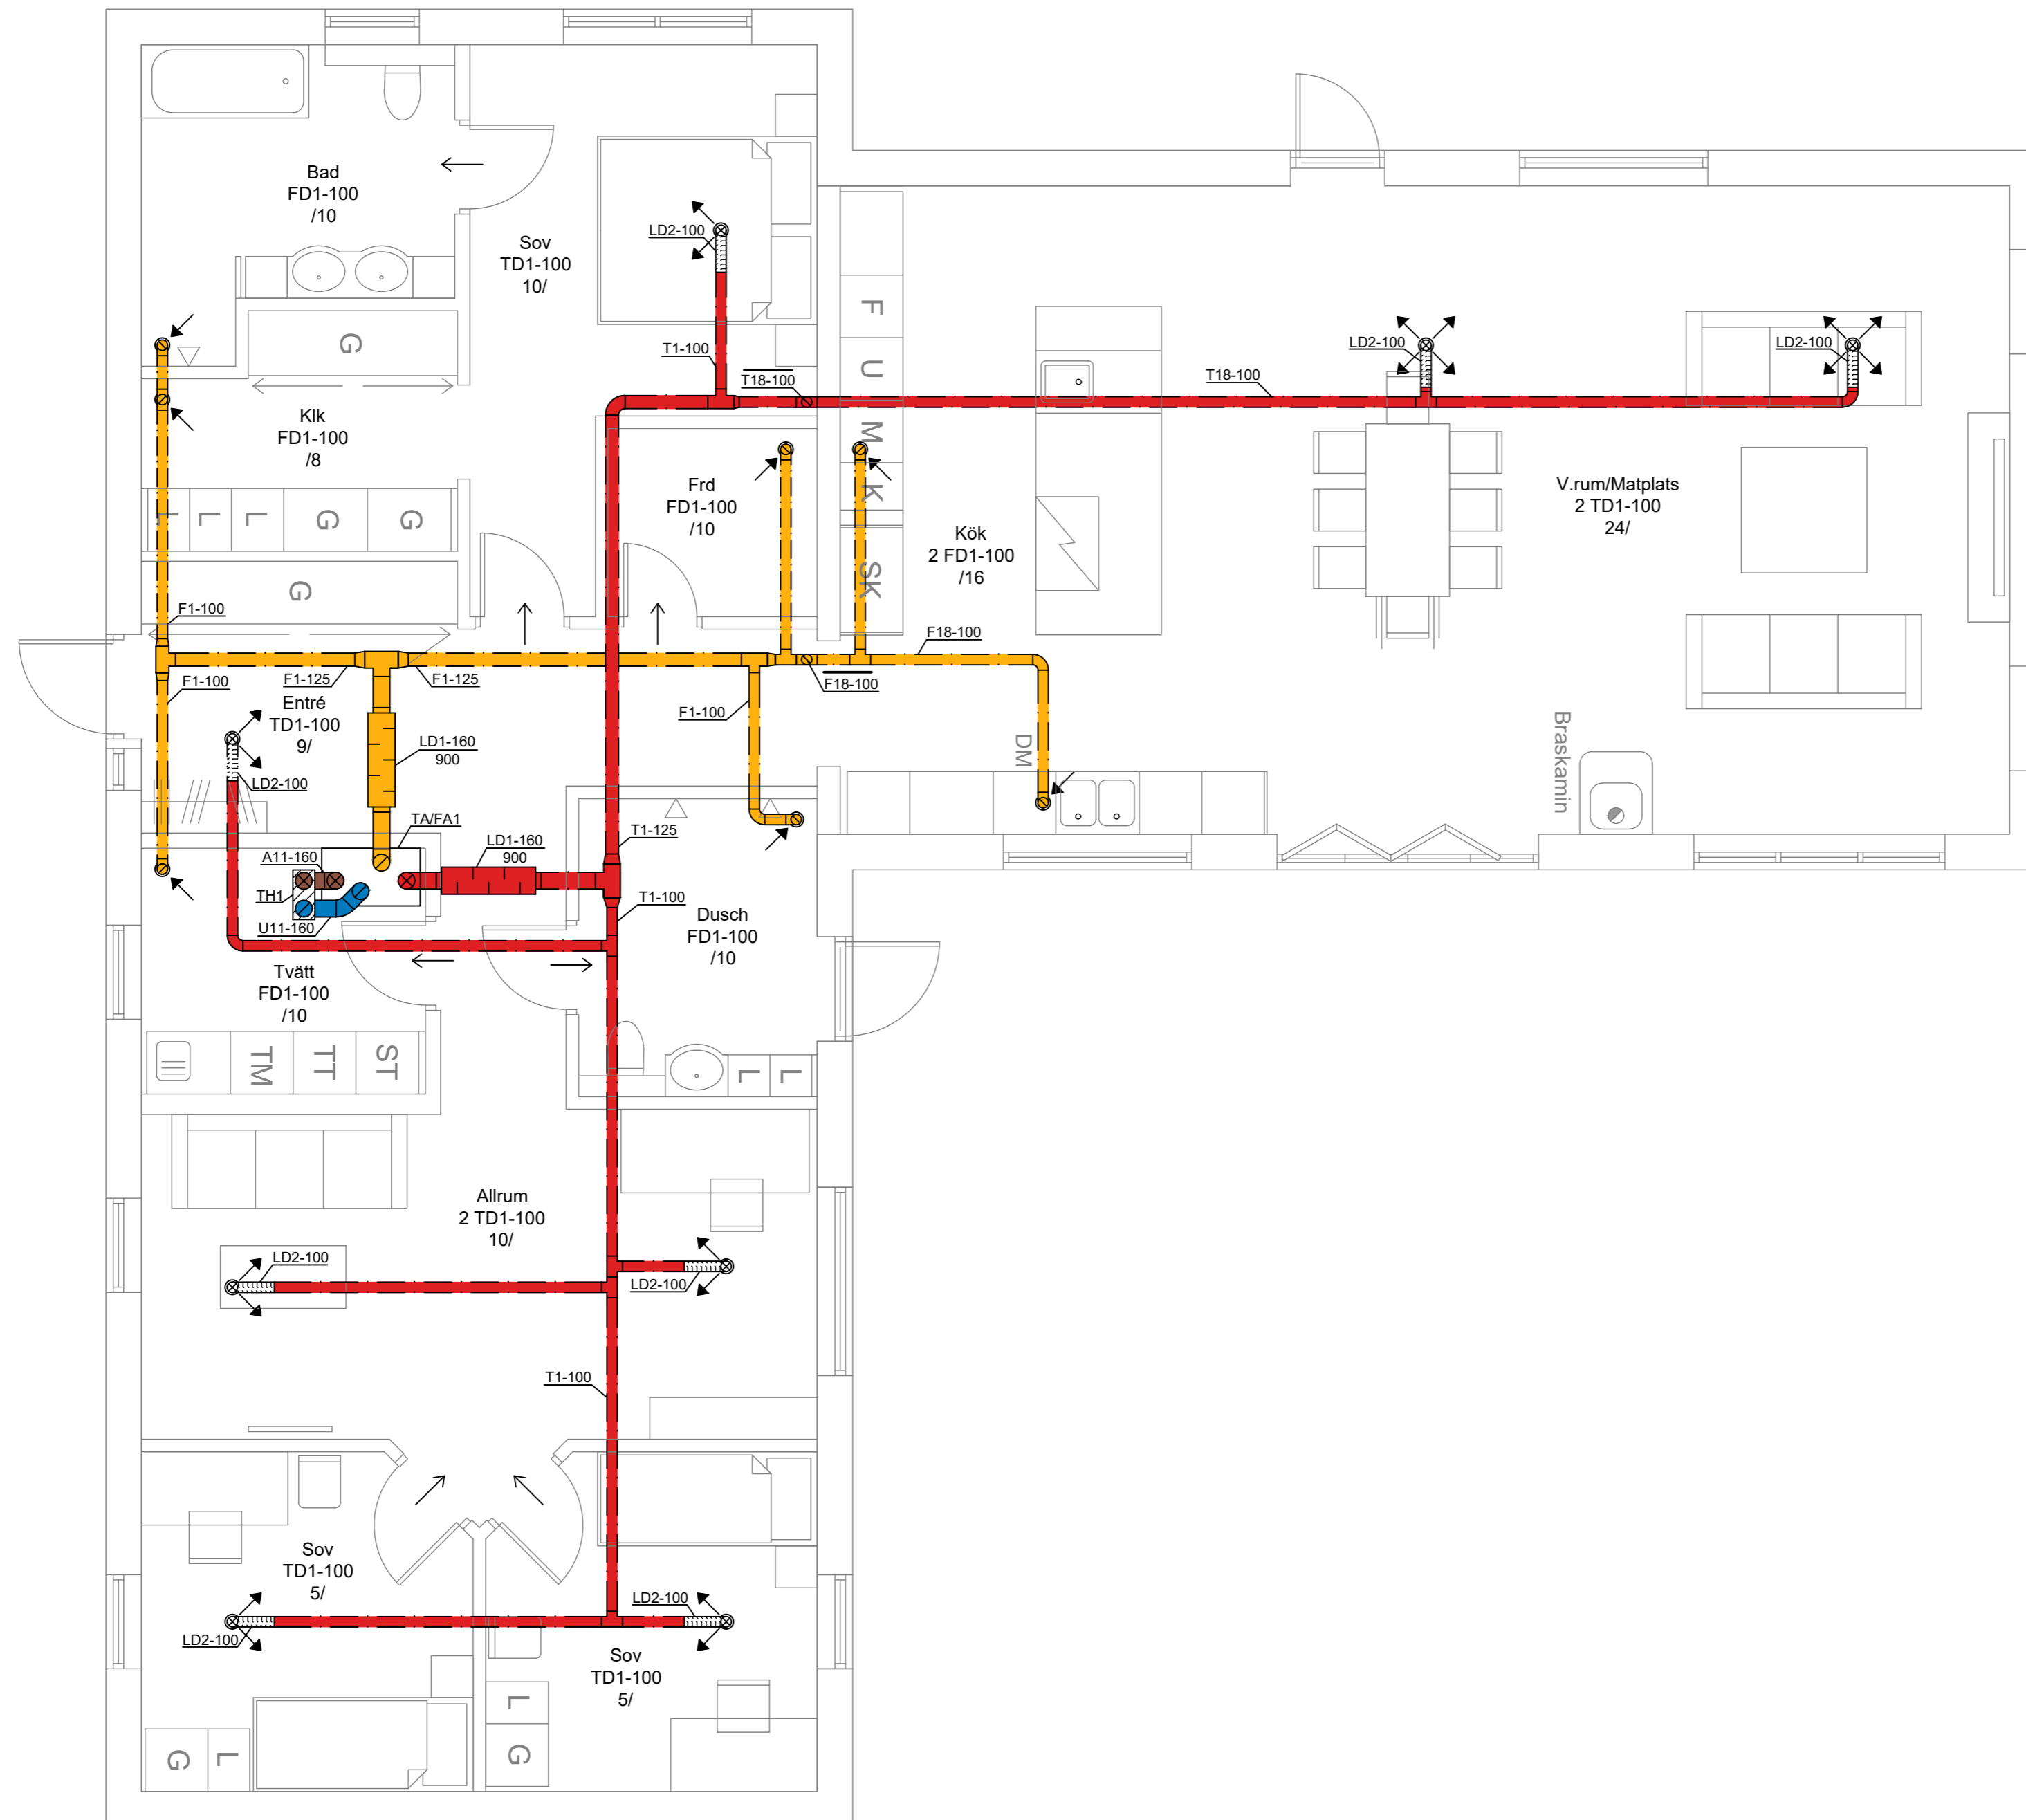 Bad
FD1-100
/10
Sov
TD1-100
10/
LD2-100
T1-100
T18-100
T18-100
LD2-100
LD2-100
G
F
U
M
K
SK
Klk
FD1-100
/8
L
L
L
G
G
G
Frd
FD1-100
/10
Kök
2 FD1-100
/16
V.rum/Matplats
2 TD1-100
24/
F1-100
F1-100
F1-125
F1-125
F18-100
F18-100
F1-100
Entré
TD1-100
9/
LD2-100
LD1-160
900
DM
Braskamin
TA/FA1
A11-160
TH1
U11-160
LD1-160
900
T1-125
T1-100
Dusch
FD1-100
/10
Tvätt
FD1-100
/10
TM
TT
ST
L
L
Allrum
2 TD1-100
10/
LD2-100
LD2-100
T1-100
Sov
TD1-100
5/
LD2-100
LD2-100
Sov
TD1-100
5/
L
G
G
L